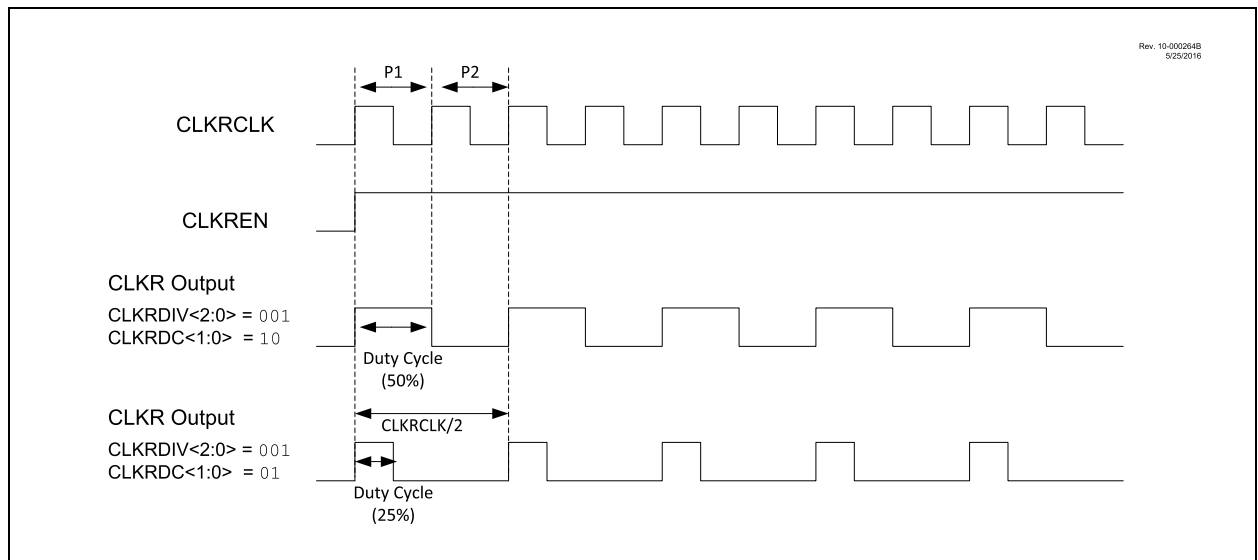 Rev. 10-000264B
5/25/2016
P1
P2
CLKRCLK
CLKREN
CLKR Output
CLKRDIV<2:0> = 001
CLKRDC<1:0> = 10
Duty Cycle
(50%)
CLKR Output
CLKRCLK/2
CLKRDIV<2:0> = 001
CLKRDC<1:0> = 01
Duty Cycle
(25%)